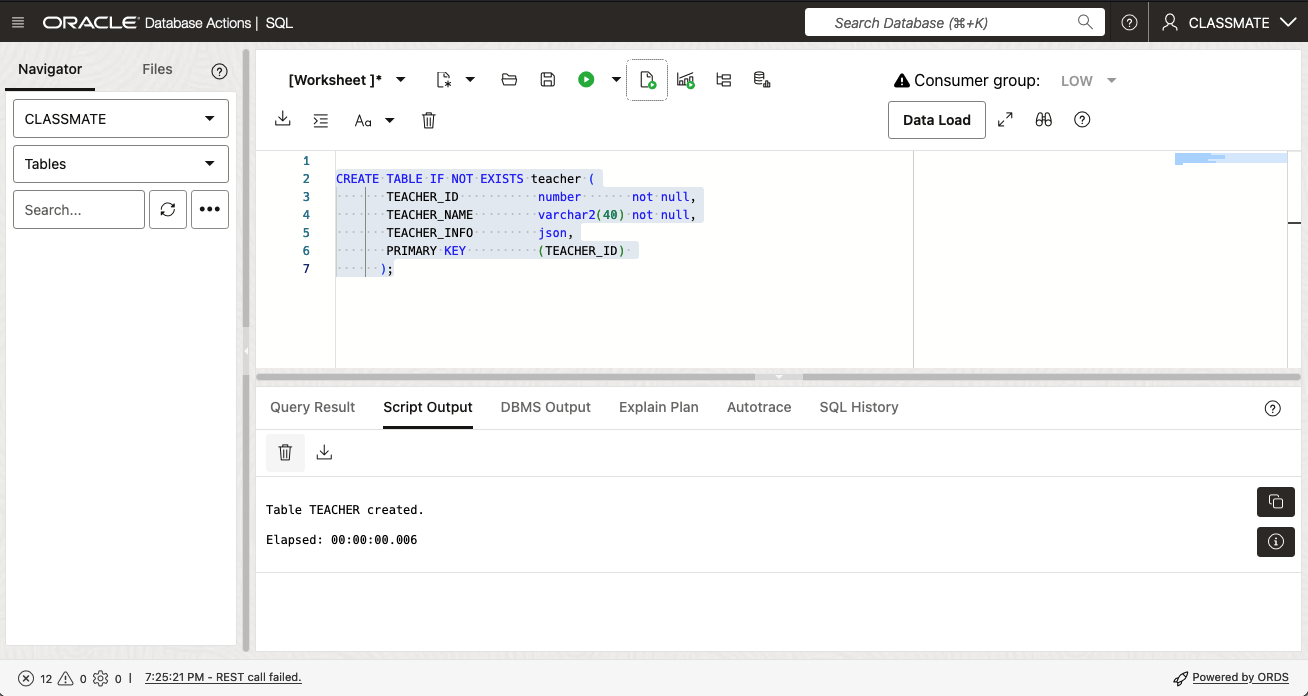 ORACLE Database Actions | SQL
Search Database (⌘+K)
CLASSMATE
Navigator
Files
CLASSMATE
Tables
Search...
[Worksheet ]*
Consumer group: LOW
Aa
Data Load
1
2 CREATE TABLE IF NOT EXISTS teacher (
3 TEACHER_ID number not null,
4 TEACHER_NAME varchar2(40) not null,
5 TEACHER_INFO json,
6 PRIMARY KEY (TEACHER_ID)
7 );
Query Result Script Output DBMS Output Explain Plan Autotrace SQL History
Table TEACHER created.
Elapsed: 00:00:00.006
12 0 0 | 7:25:21 PM - REST call failed.
Powered by ORDS